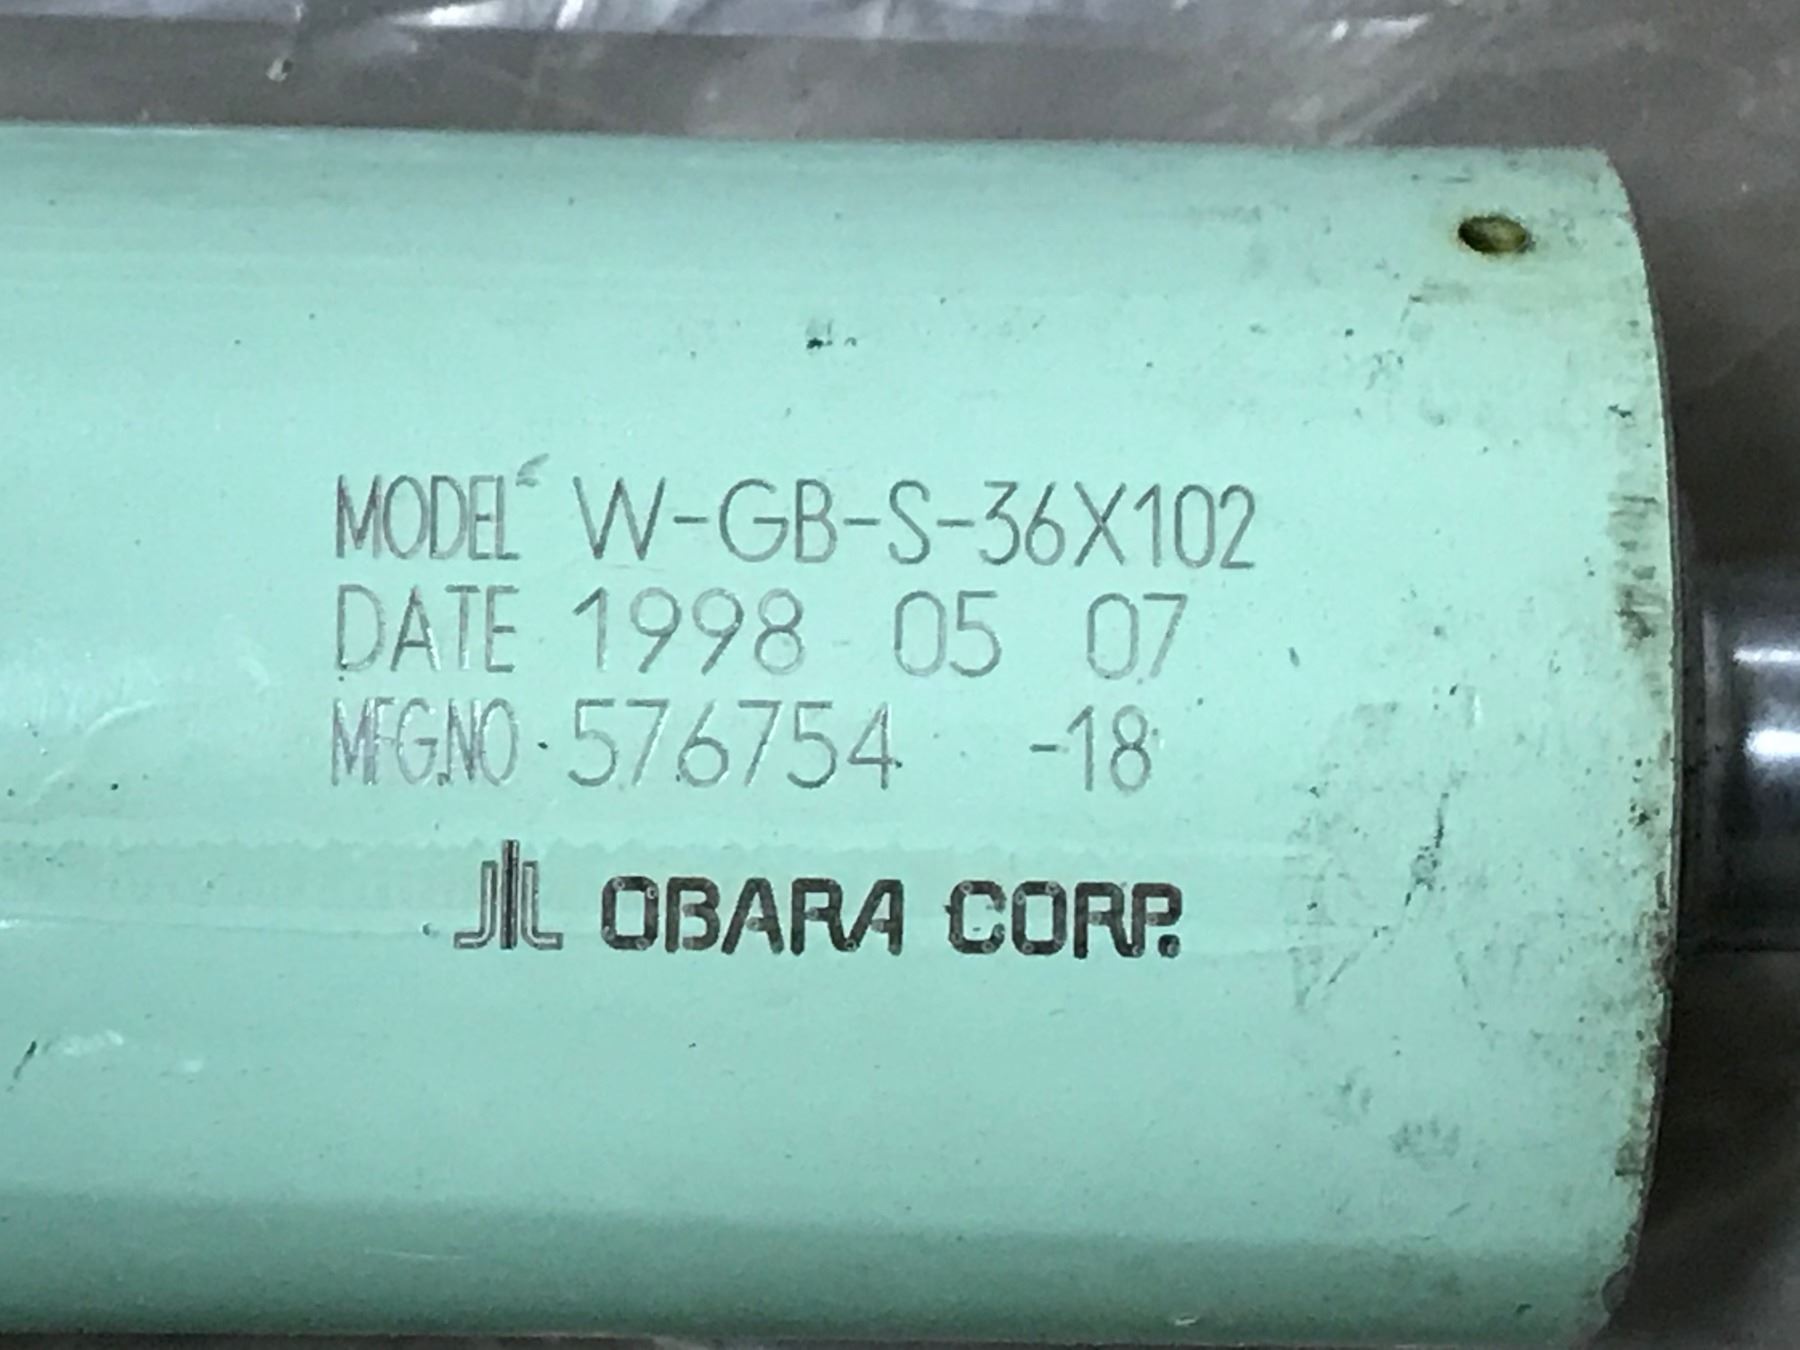 MODEL W-GB-S-36X102
DATE 1998 05 07
MFG.NO 576754 -18
OBARA CORP.